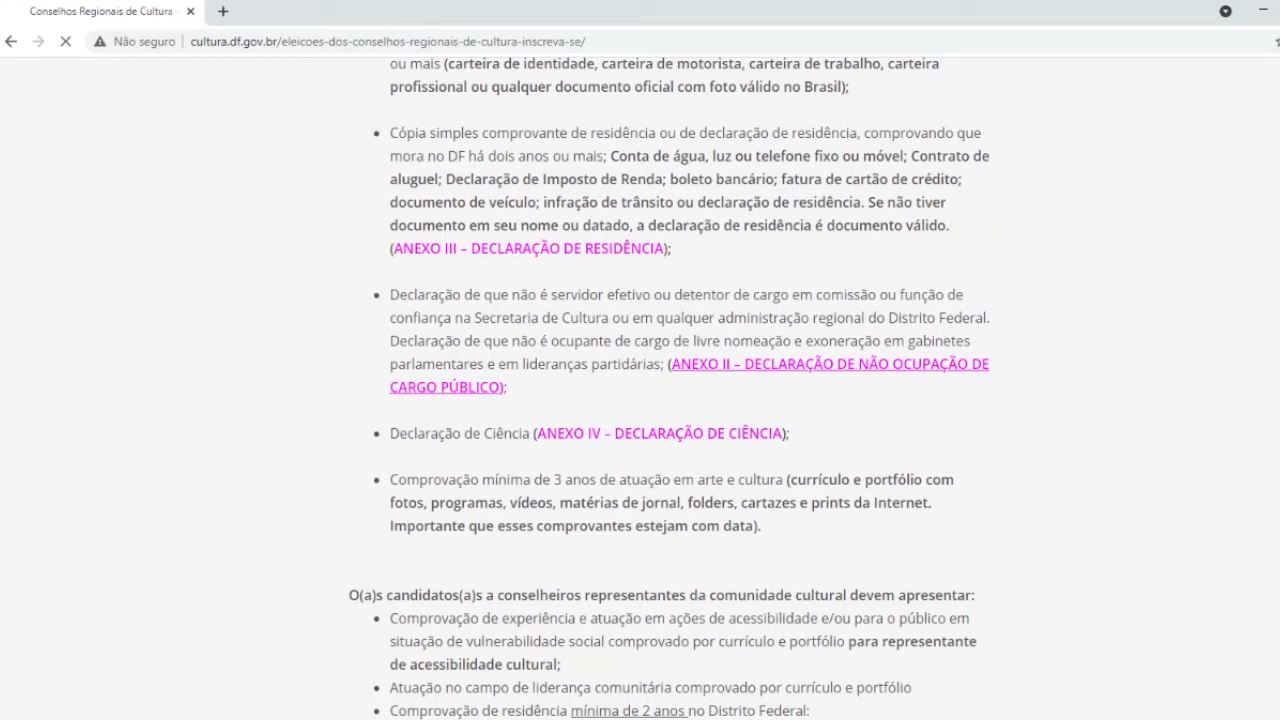 Conselhos Regionais de Cultura
Não seguro
cultura.df.gov.br/eleicoes-dos-conselhos-regionais-de-cultura-inscreva-se/
ou mais (carteira de identidade, carteira de motorista, carteira de trabalho, carteira
profissional ou qualquer documento oficial com foto válido no Brasil);
• Cópia simples comprovante de residência ou de declaração de residência, comprovando que
mora no DF há dois anos ou mais; Conta de água, luz ou telefone fixo ou móvel; Contrato de
aluguel; Declaração de Imposto de Renda; boleto bancário; fatura de cartão de crédito;
documento de veículo; infração de trânsito ou declaração de residência. Se não tiver
documento em seu nome ou datado, a declaração de residência é documento válido.
(ANEXO III – DECLARAÇÃO DE RESIDÊNCIA);
• Declaração de que não é servidor efetivo ou detentor de cargo em comissão ou função de
confiança na Secretaria de Cultura ou em qualquer administração regional do Distrito Federal.
Declaração de que não é ocupante de cargo de livre nomeação e exoneração em gabinetes
parlamentares e em lideranças partidárias; (ANEXO II – DECLARAÇÃO DE NÃO OCUPAÇÃO DE
CARGO PÚBLICO);
• Declaração de Ciência (ANEXO IV – DECLARAÇÃO DE CIÊNCIA);
• Comprovação mínima de 3 anos de atuação em arte e cultura (currículo e portfólio com
fotos, programas, vídeos, matérias de jornal, folders, cartazes e prints da Internet.
Importante que esses comprovantes estejam com data).
O(a)s candidatos(a)s a conselheiros representantes da comunidade cultural devem apresentar:
• Comprovação de experiência e atuação em ações de acessibilidade e/ou para o público em
situação de vulnerabilidade social comprovado por currículo e portfólio para representante
de acessibilidade cultural;
• Atuação no campo de liderança comunitária comprovado por currículo e portfólio
• Comprovação de residência mínima de 2 anos no Distrito Federal: